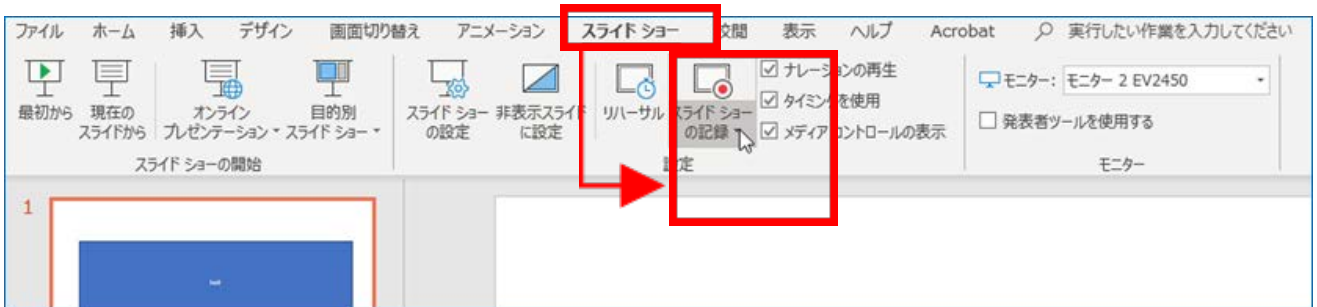 ファイル ホーム 挿入 デザイン 画面切り替え アニメーション スライド ショー 校閲 表示 ヘルプ Acrobat 実行したい作業を入力してください
最初から
現在の
スライドから
オンライン
プレゼンテーション
目的別
スライド ショー
スライド ショー
の設定
非表示スライド
に設定
リハーサル
スライド ショー
の記録
ナレーションの再生
タイミングを使用
メディア コントロールの表示
モニター: モニター 2 EV2450
発表者ツールを使用する
スライド ショーの開始
設定
モニター
1